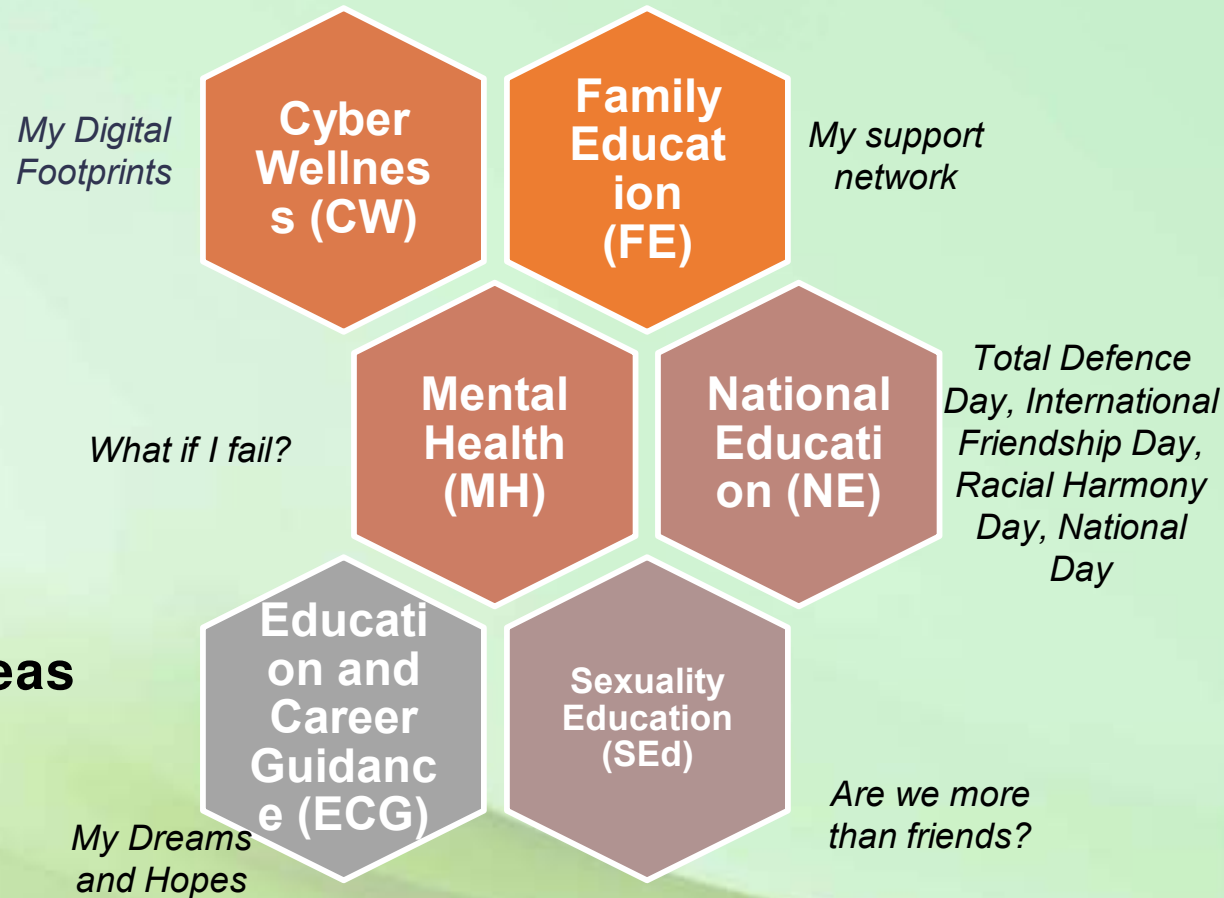 My Digital
Footprints
Cyber
Wellnes
s (CW)
Family
Educat
ion
(FE)
My support
network
What if I fail?
Mental
Health
(MH)
National
Educati
on (NE)
Total Defence
Day, International
Friendship Day,
Racial Harmony
Day, National
Day
eas
Educati
on and
Career
Guidanc
e (ECG)
My Dreams
and Hopes
Sexuality
Education
(SEd)
Are we more
than friends?